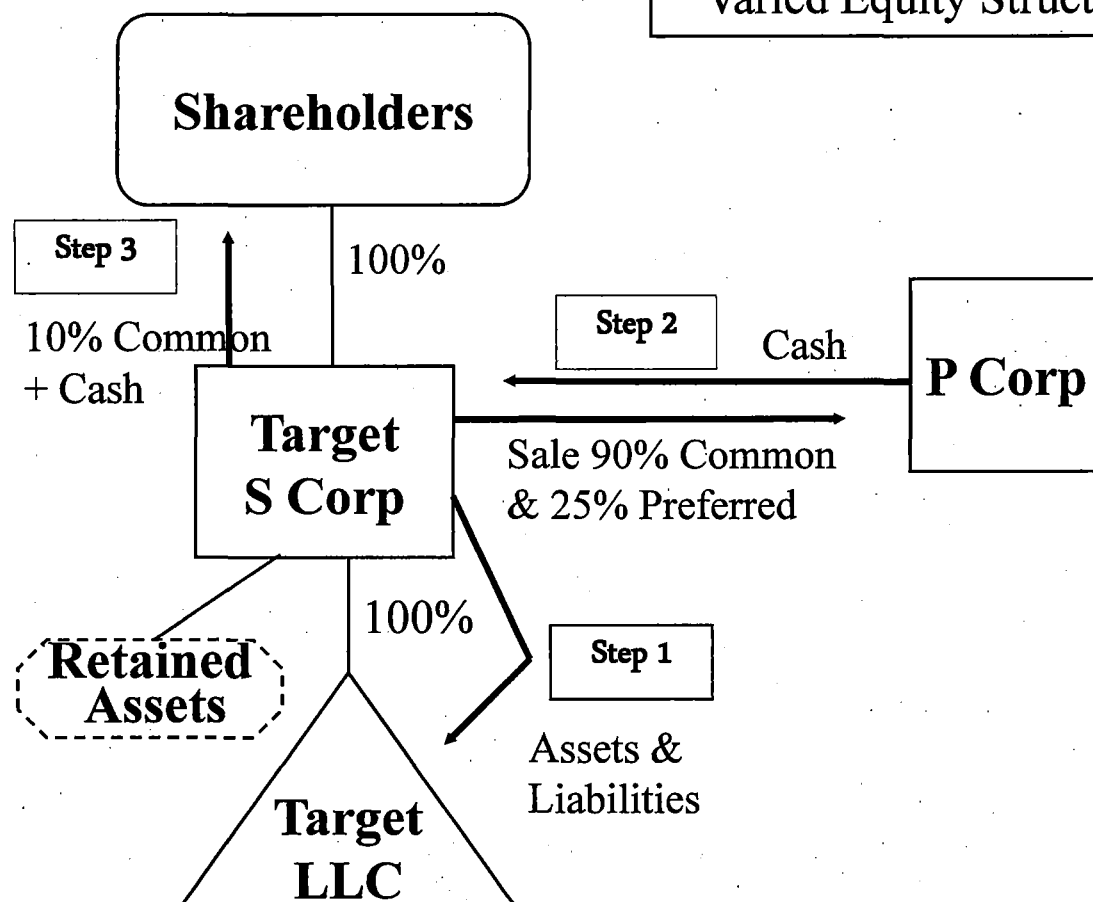 Varied Equity Struct
Shareholders
Step 3
100%
10% Common
+ Cash
Step 2
Cash
P Corp
Target
S Corp
Sale 90% Common
& 25% Preferred
100%
Step 1
Retained
Assets
Assets &
Liabilities
Target
LLC